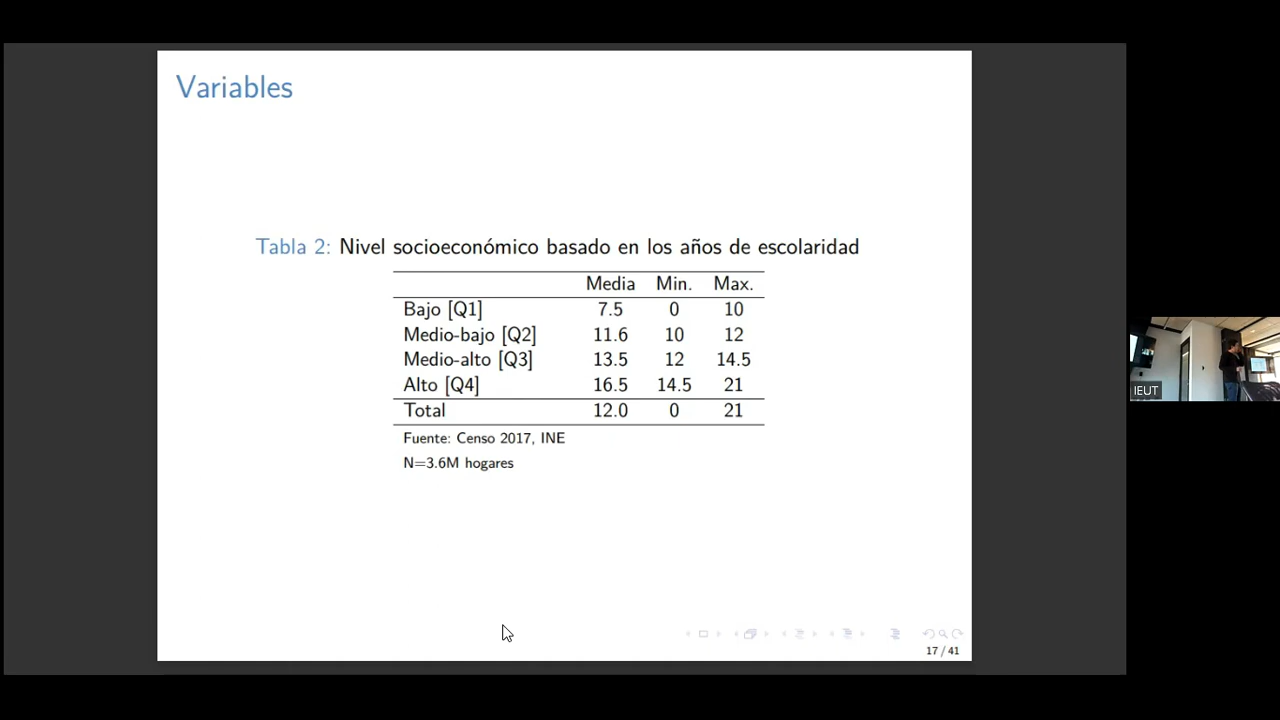 Variables
Tabla 2: Nivel socioeconómico basado en los años de escolaridad
Media Min. Max.
Bajo [Q1] 7.5 0 10
Medio-bajo [Q2] 11.6 10 12
Medio-alto [Q3] 13.5 12 14.5
Alto [Q4] 16.5 14.5 21
Total 12.0 0 21
Fuente: Censo 2017, INE
N=3.6M hogares
17 / 41
IEUT